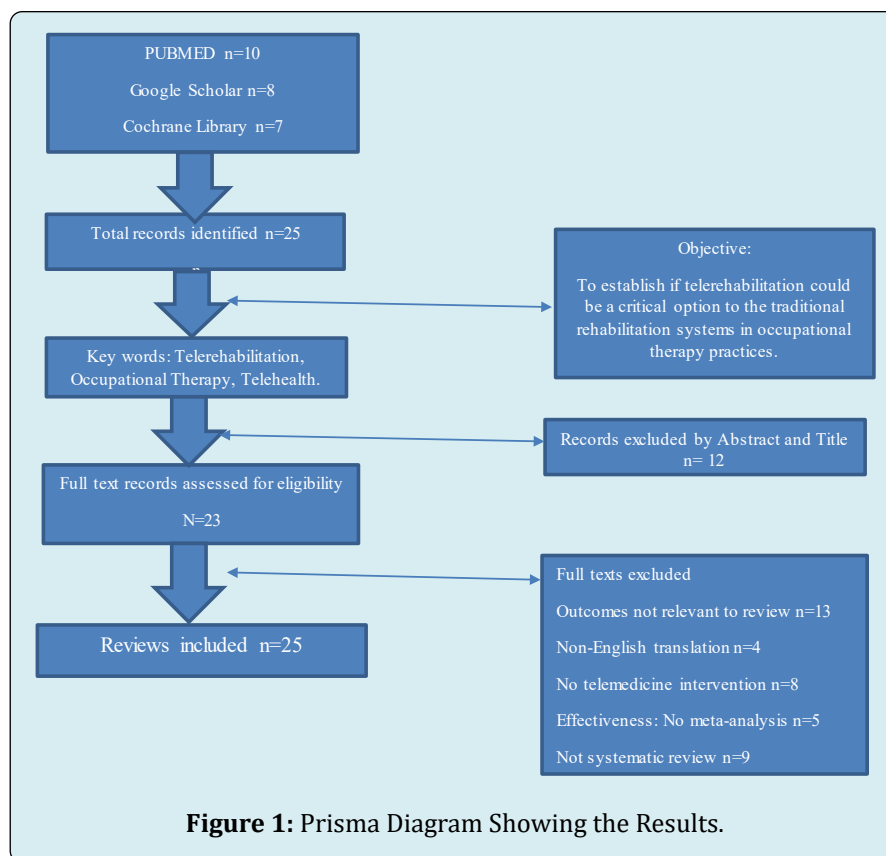 PUBMED n=10
Google Scholar n=8
Cochrane Library n=7
Total records identified n=25
Objective:
To establish if telerehabilitation could
be a critical option to the traditional
rehabilitation systems in occupational
therapy practices.
Key words: Telerehabilitation,
Occupational Therapy, Telehealth.
Records excluded by Abstract and Title
n= 12
Full text records assessed for eligibility
N=23
Full texts excluded
Outcomes not relevant to review n=13
Non-English translation n=4
No telemedicine intervention n=8
Effectiveness: No meta-analysis n=5
Not systematic review n=9
Reviews included n=25
Figure 1: Prisma Diagram Showing the Results.